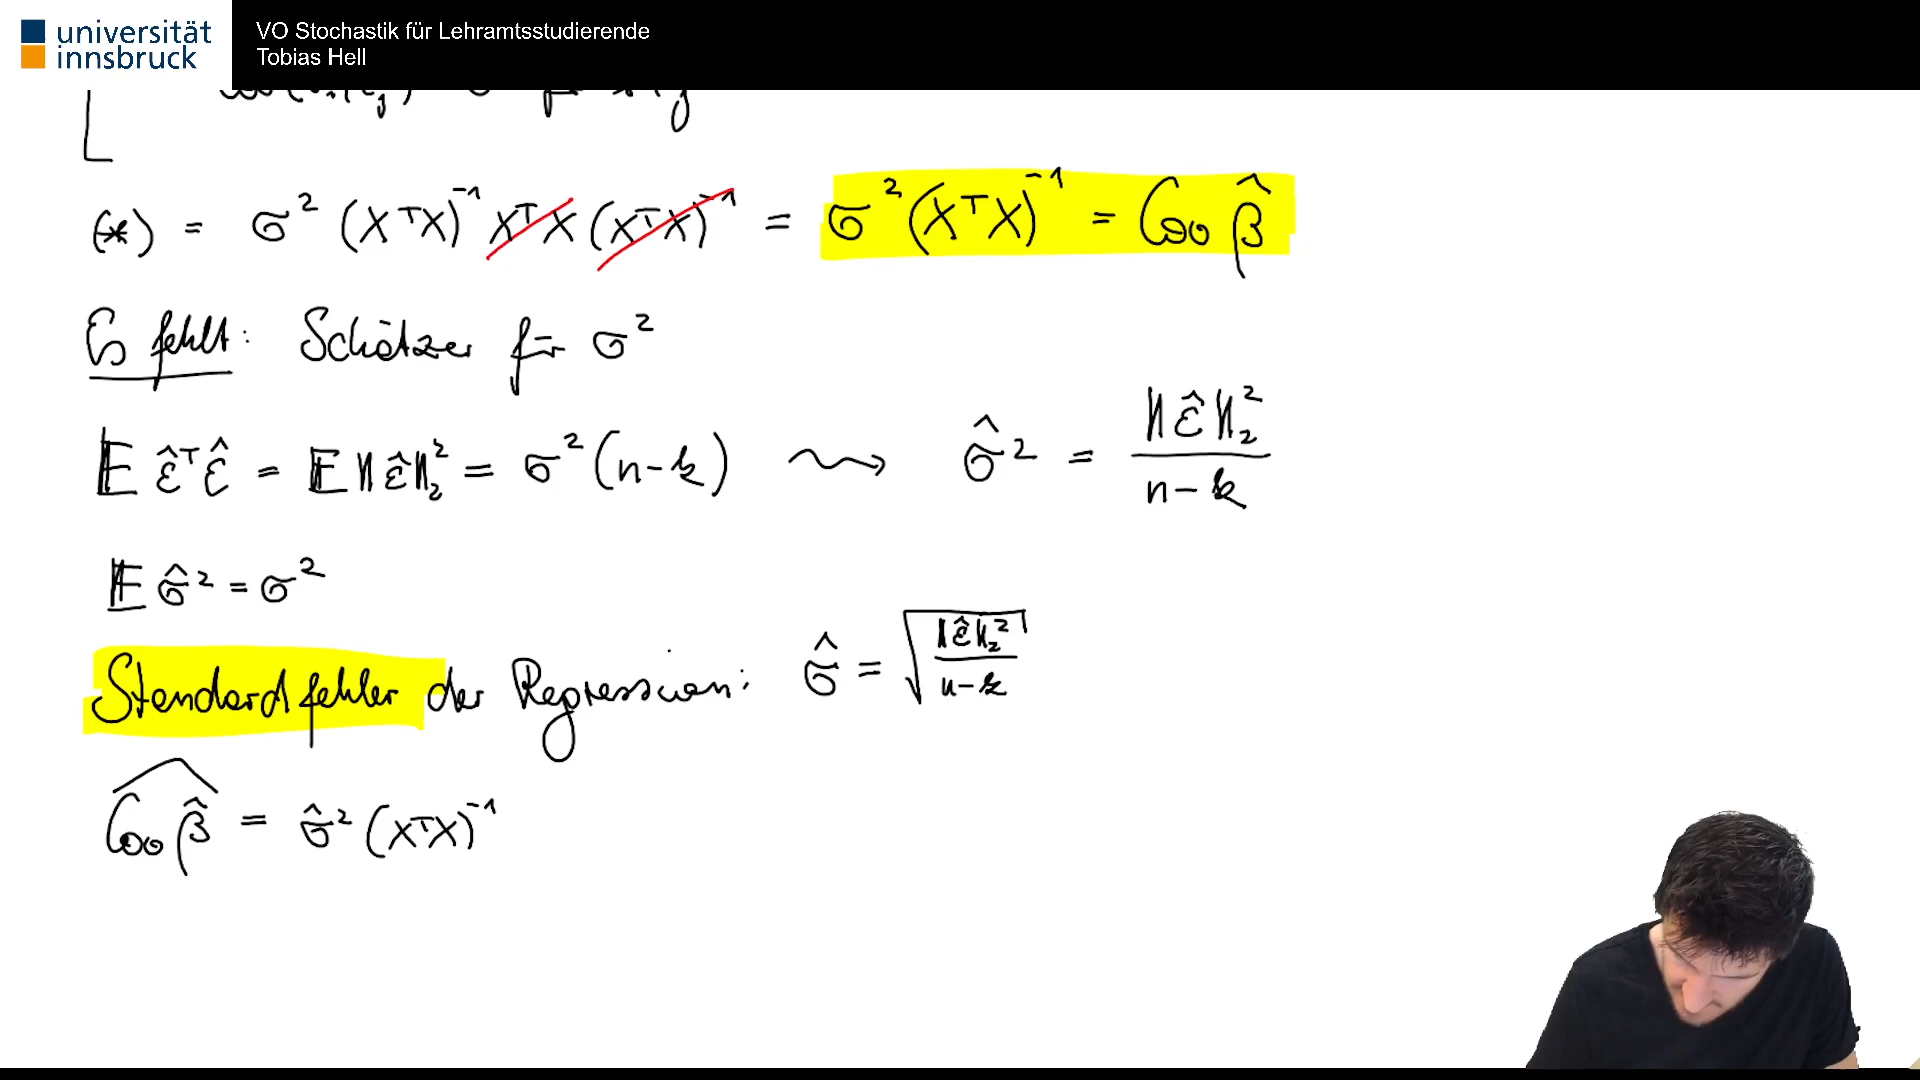 universität
innsbruck
VO Stochastik für Lehramtsstudierende
Tobias Hell
(*) = σ² (XᵀX)⁻¹ XᵀX (XᵀX)⁻¹ = σ² (XᵀX)⁻¹ = Cov β̂
Es fehlt: Schätzer für σ²
𝔼 ε̂ᵀε̂ = 𝔼 ‖ε̂‖₂² = σ² (n-k) ⇝ σ̂² = ‖ε̂‖₂² / (n-k)
𝔼 σ̂² = σ²
Standardfehler der Regression: σ̂ = √(‖ε̂‖₂² / (n-k))
Cov β̂^ = σ̂² (XᵀX)⁻¹